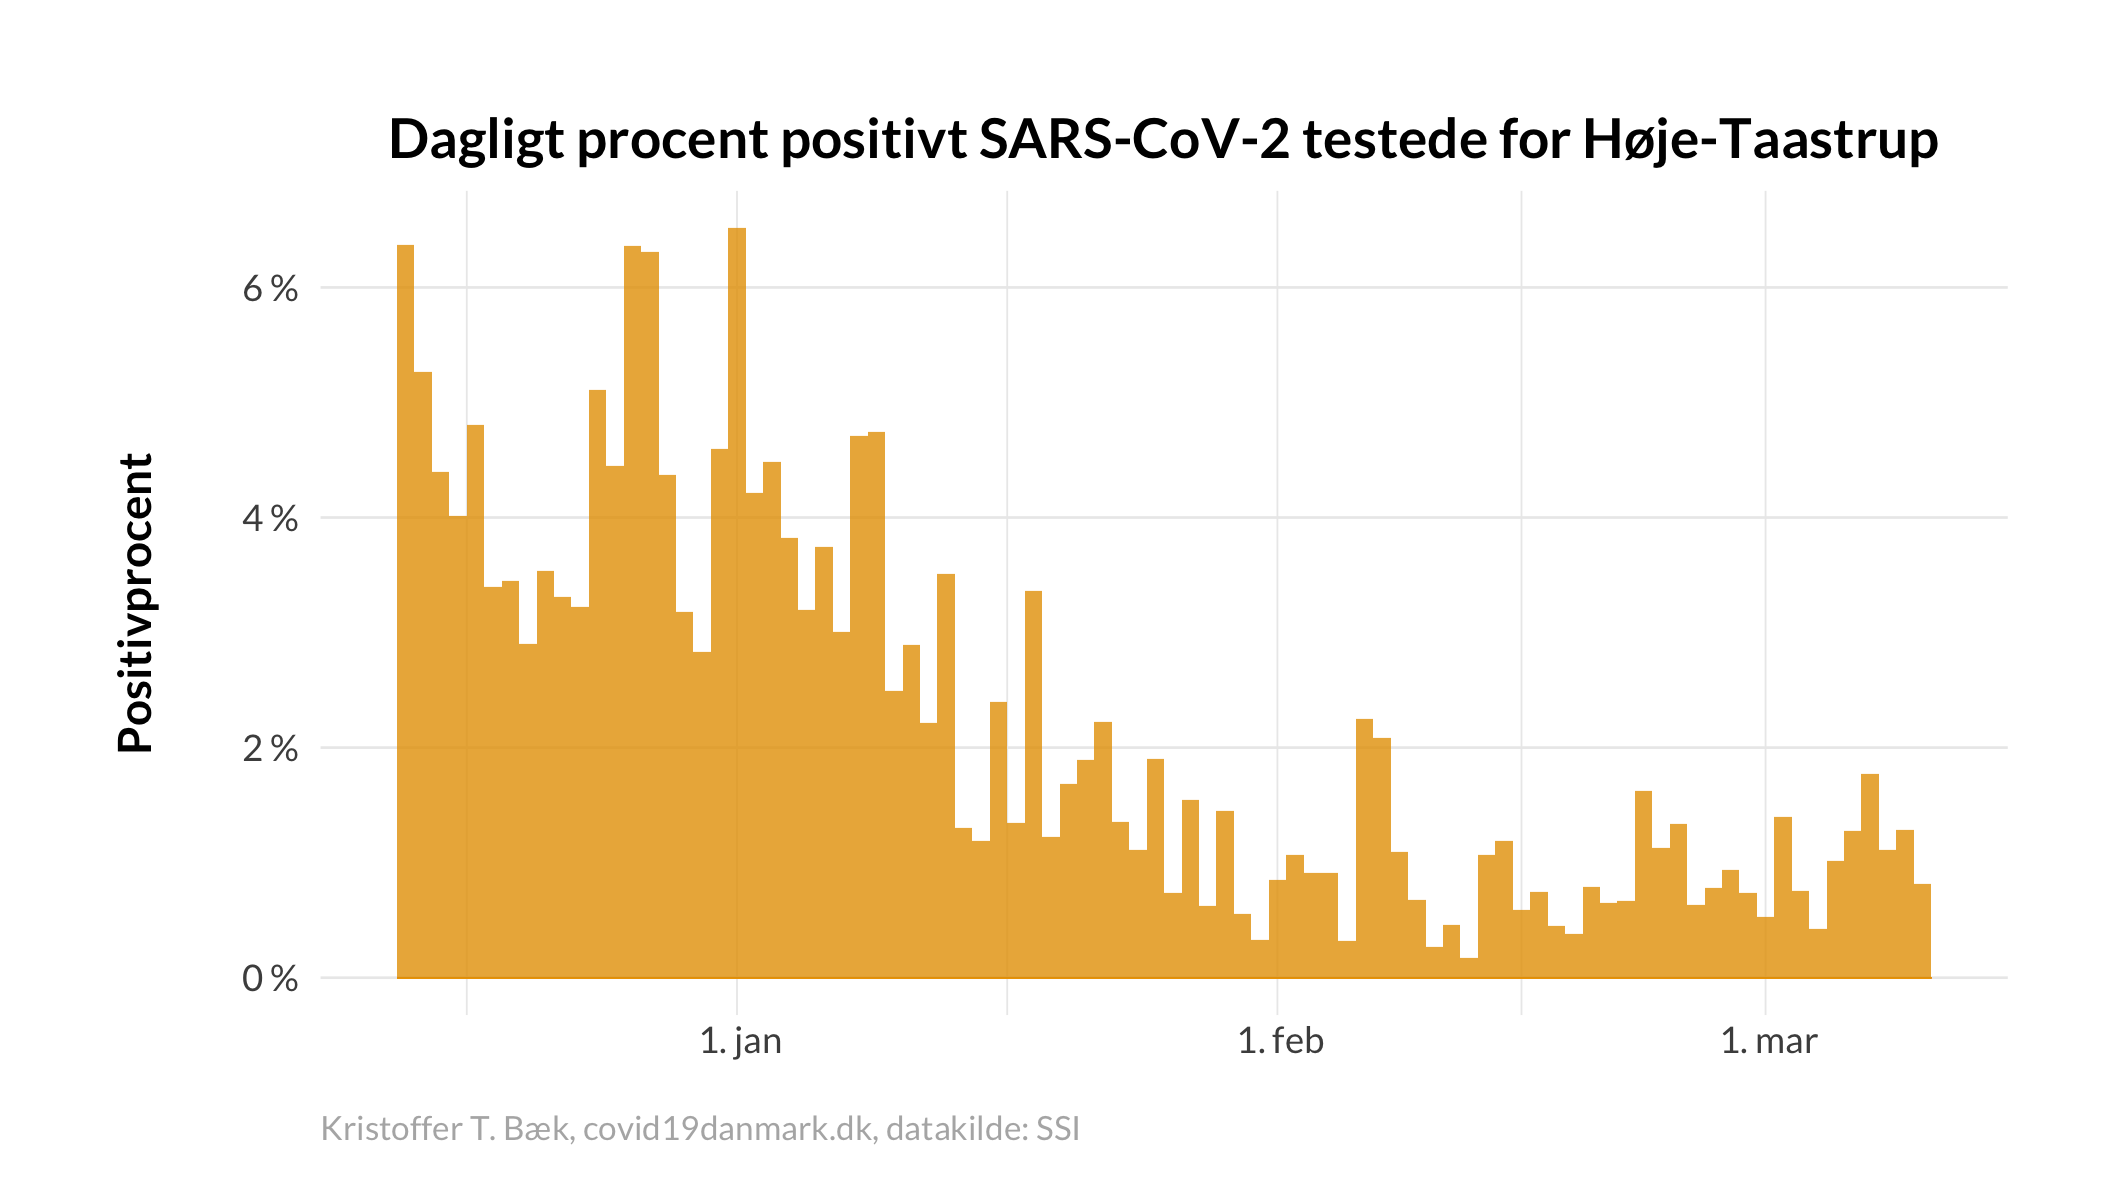 Dagligt procent positivt SARS-CoV-2 testede for Høje-Taastrup
Positivprocent
6 %
4 %
2 %
0 %
1. jan
1. feb
1. mar
Kristoffer T. Bæk, covid19danmark.dk, datakilde: SSI